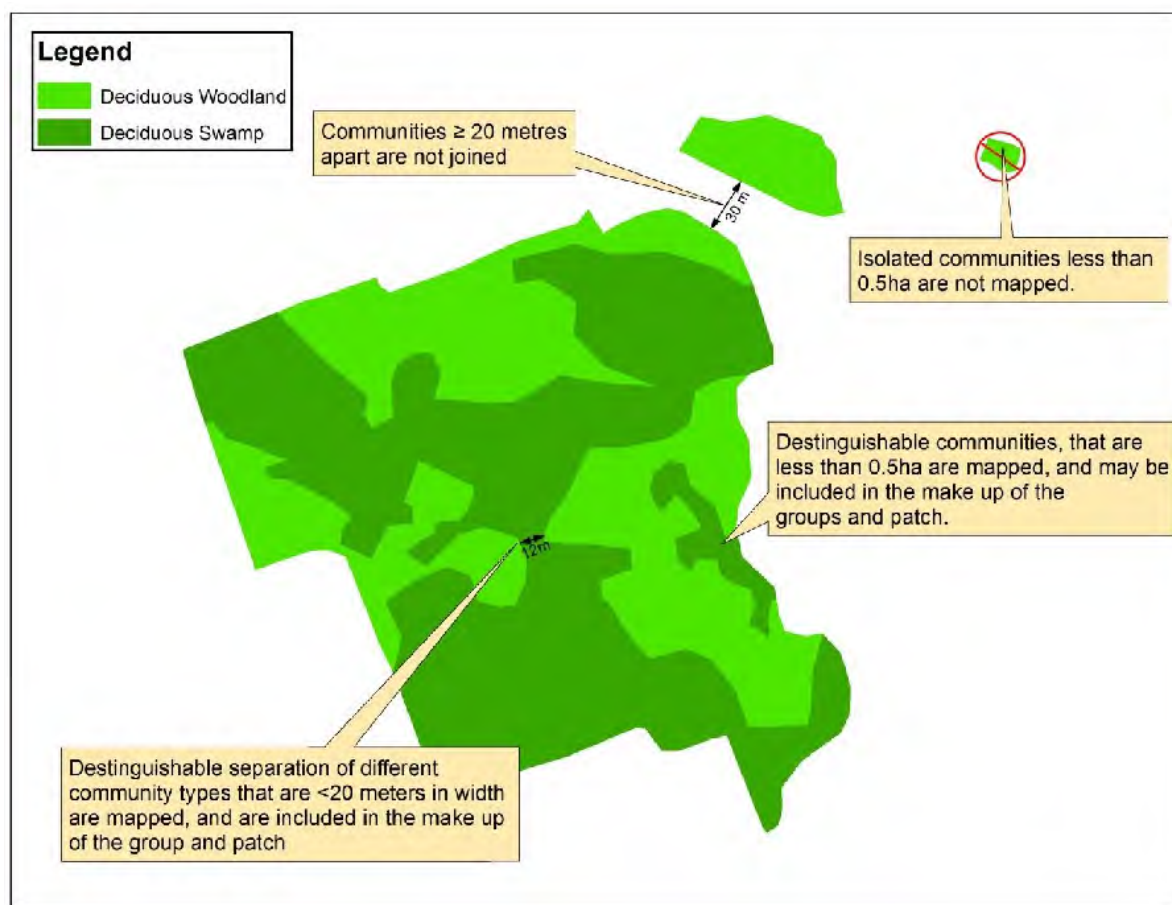 Legend
Deciduous Woodland
Deciduous Swamp
Communities ≥ 20 metres
apart are not joined
30 m
Isolated communities less than
0.5ha are not mapped.
Destinguishable communities, that are
less than 0.5ha are mapped, and may be
included in the make up of the
groups and patch.
12m
Destinguishable separation of different
community types that are <20 meters in width
are mapped, and are included in the make up
of the group and patch